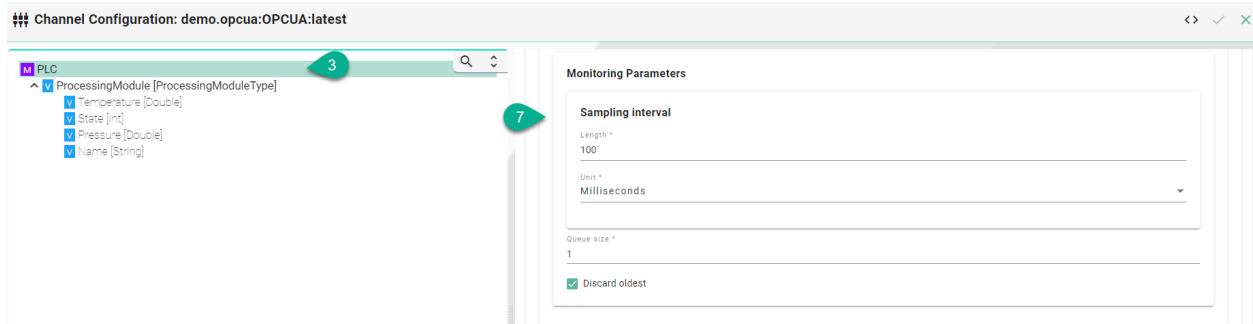 Channel Configuration: demo.opcua:OPCUA:latest
M PLC
3
V ProcessingModule [ProcessingModuleType]
V Temperature [Double]
V State [Int]
V Pressure [Double]
V Name [String]
Monitoring Parameters
7
Sampling interval
Length *
100
Unit *
Milliseconds
Queue size *
1
Discard oldest